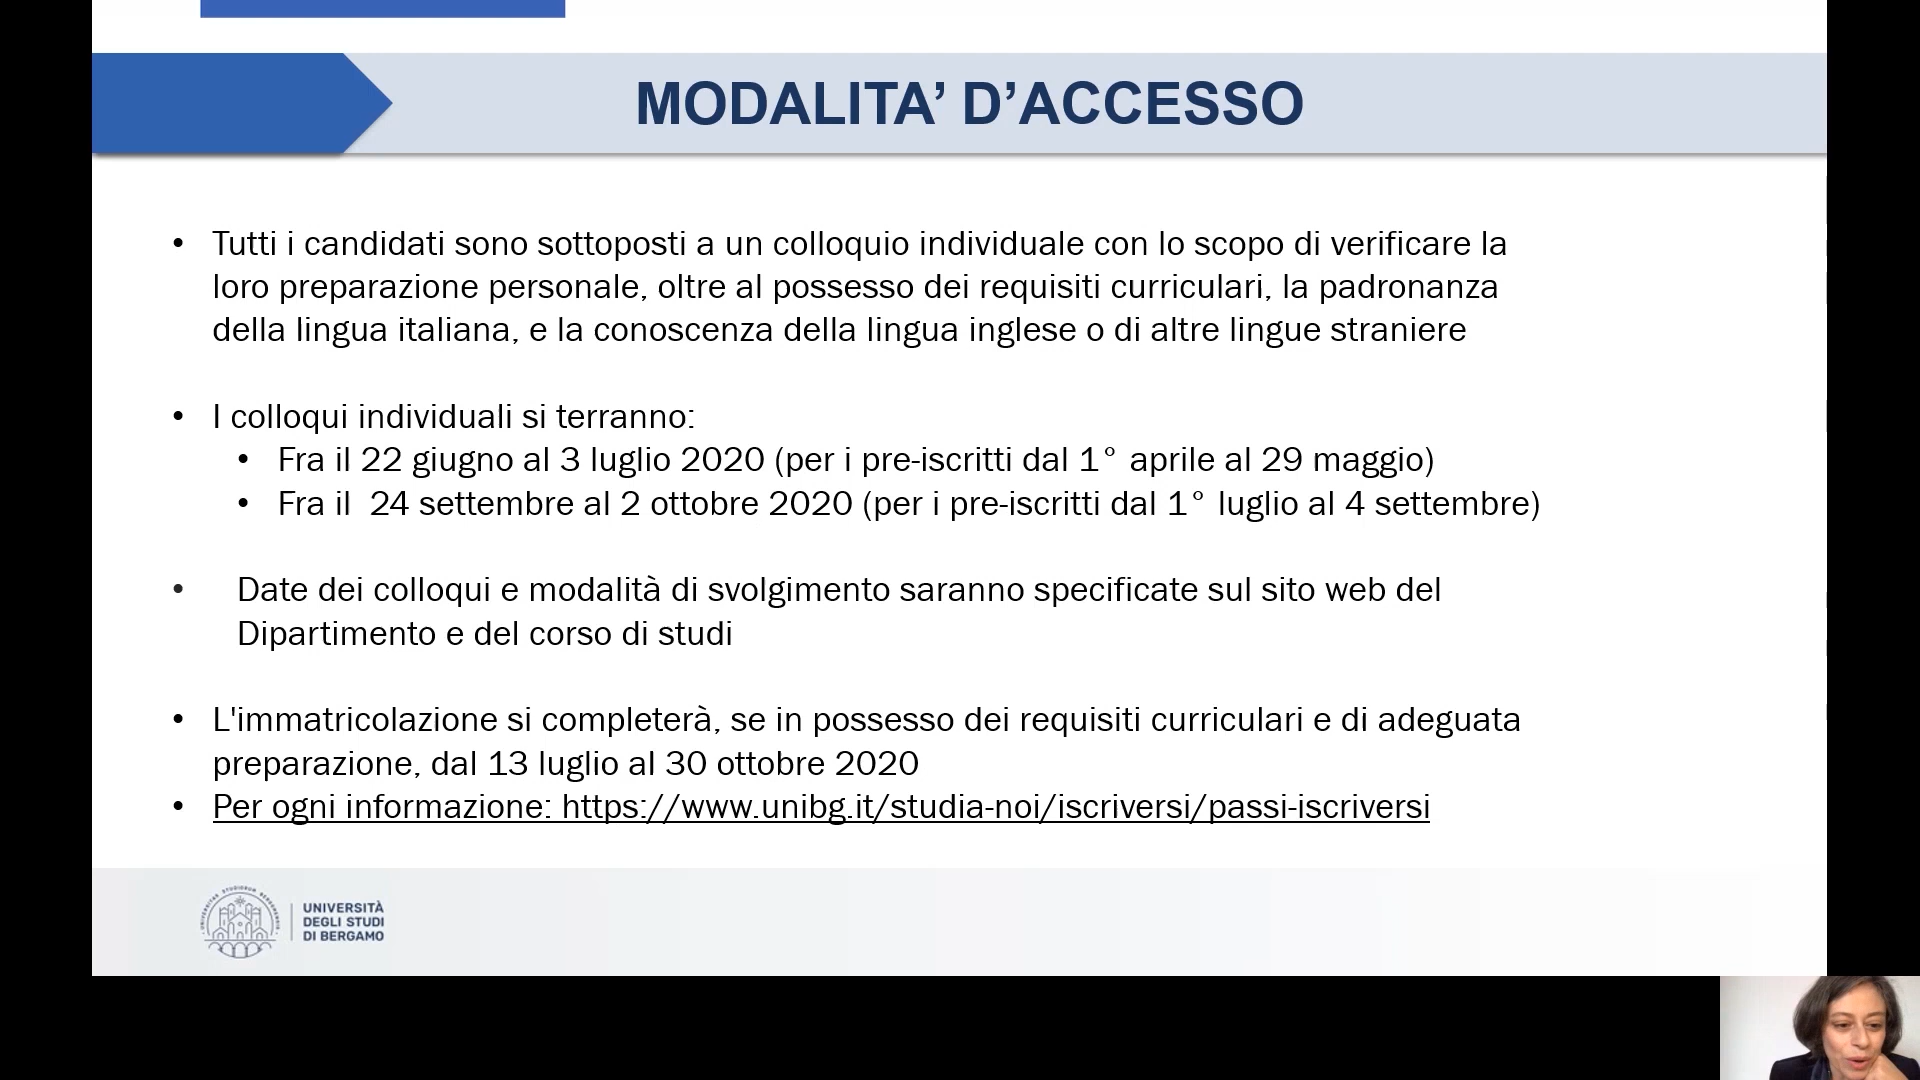 MODALITA’ D’ACCESSO
• Tutti i candidati sono sottoposti a un colloquio individuale con lo scopo di verificare la
loro preparazione personale, oltre al possesso dei requisiti curriculari, la padronanza
della lingua italiana, e la conoscenza della lingua inglese o di altre lingue straniere
• I colloqui individuali si terranno:
• Fra il 22 giugno al 3 luglio 2020 (per i pre-iscritti dal 1° aprile al 29 maggio)
• Fra il  24 settembre al 2 ottobre 2020 (per i pre-iscritti dal 1° luglio al 4 settembre)
• Date dei colloqui e modalità di svolgimento saranno specificate sul sito web del
Dipartimento e del corso di studi
• L'immatricolazione si completerà, se in possesso dei requisiti curriculari e di adeguata
preparazione, dal 13 luglio al 30 ottobre 2020
• Per ogni informazione: https://www.unibg.it/studia-noi/iscriversi/passi-iscriversi
UNIVERSITÀ
DEGLI STUDI
DI BERGAMO